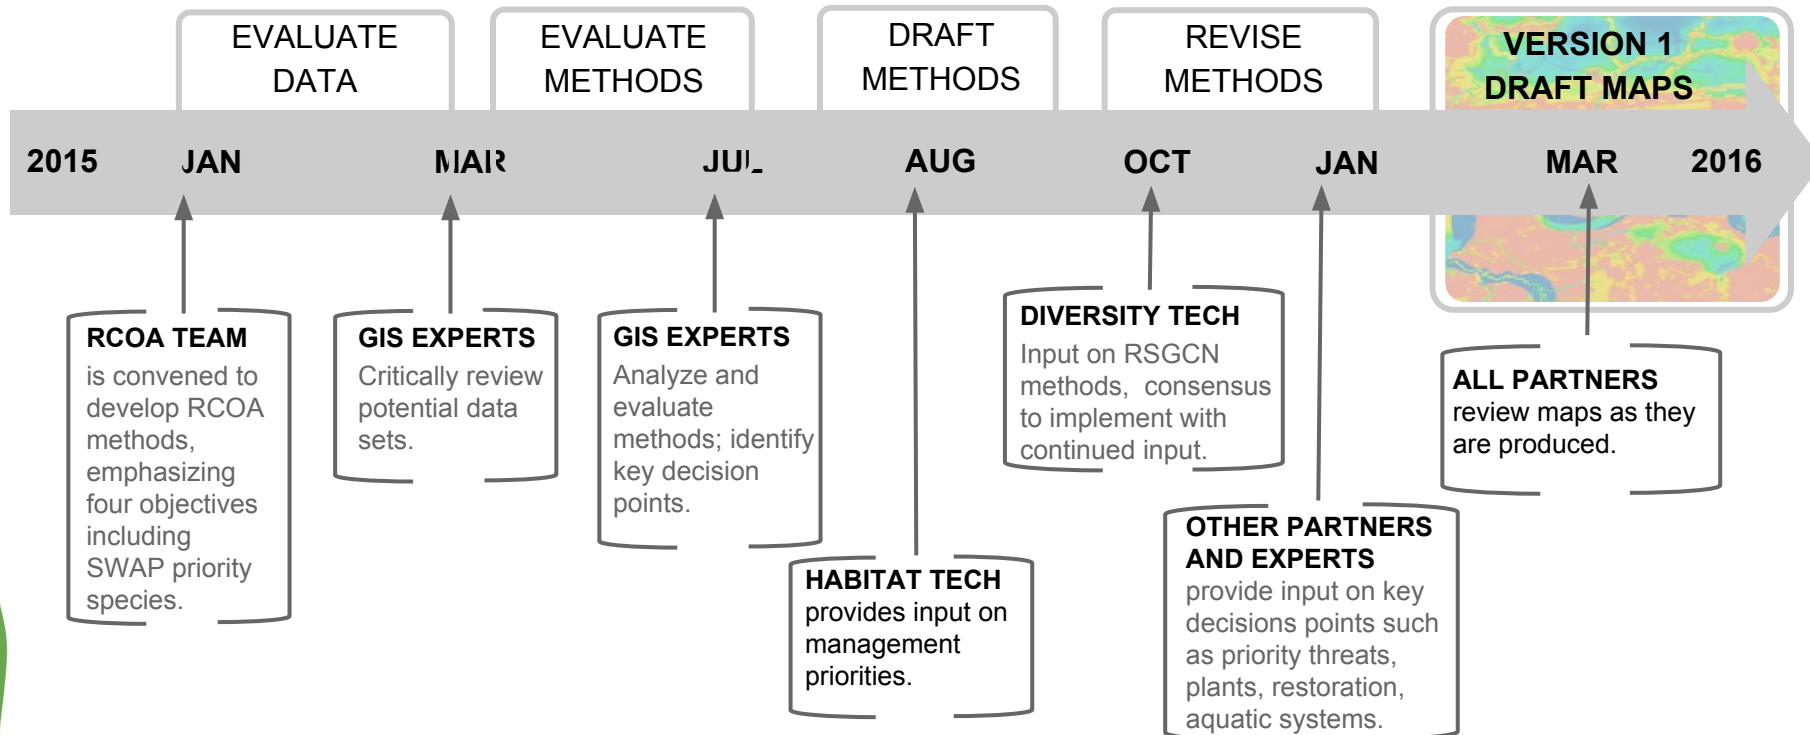 EVALUATE
DATA
EVALUATE
METHODS
DRAFT
METHODS
REVISE
METHODS
VERSION 1
DRAFT MAPS
2015
JAN
MAR
JUL
AUG
OCT
JAN
MAR
2016
RCOA TEAM
is convened to
develop RCOA
methods,
emphasizing
four objectives
including
SWAP priority
species.
GIS EXPERTS
Critically review
potential data
sets.
GIS EXPERTS
Analyze and
evaluate
methods; identify
key decision
points.
HABITAT TECH
provides input on
management
priorities.
DIVERSITY TECH
Input on RSGCN
methods, consensus
to implement with
continued input.
OTHER PARTNERS
AND EXPERTS
provide input on key
decisions points such
as priority threats,
plants, restoration,
aquatic systems.
ALL PARTNERS
review maps as they
are produced.